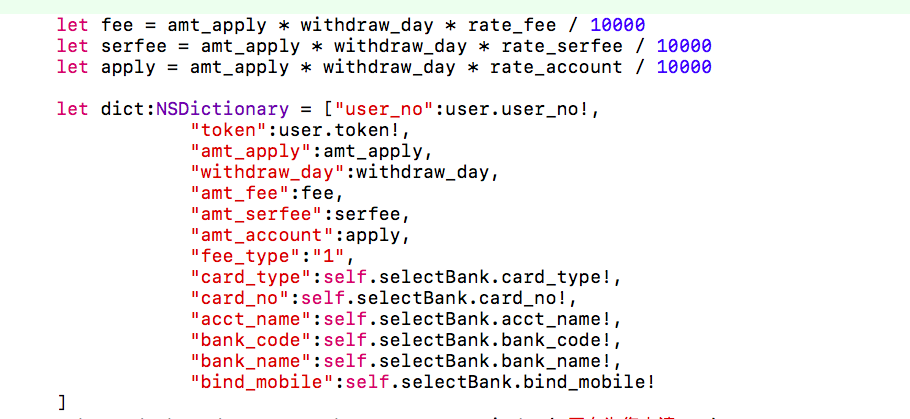 let fee = amt_apply * withdraw_day * rate_fee / 10000
let serfee = amt_apply * withdraw_day * rate_serfee / 10000
let apply = amt_apply * withdraw_day * rate_account / 10000
let dict:NSDictionary = ["user_no":user.user_no!,
"token":user.token!,
"amt_apply":amt_apply,
"withdraw_day":withdraw_day,
"amt_fee":fee,
"amt_serfee":serfee,
"amt_account":apply,
"fee_type":"1",
"card_type":self.selectBank.card_type!,
"card_no":self.selectBank.card_no!,
"acct_name":self.selectBank.acct_name!,
"bank_code":self.selectBank.bank_code!,
"bank_name":self.selectBank.bank_name!,
"bind_mobile":self.selectBank.bind_mobile!
]